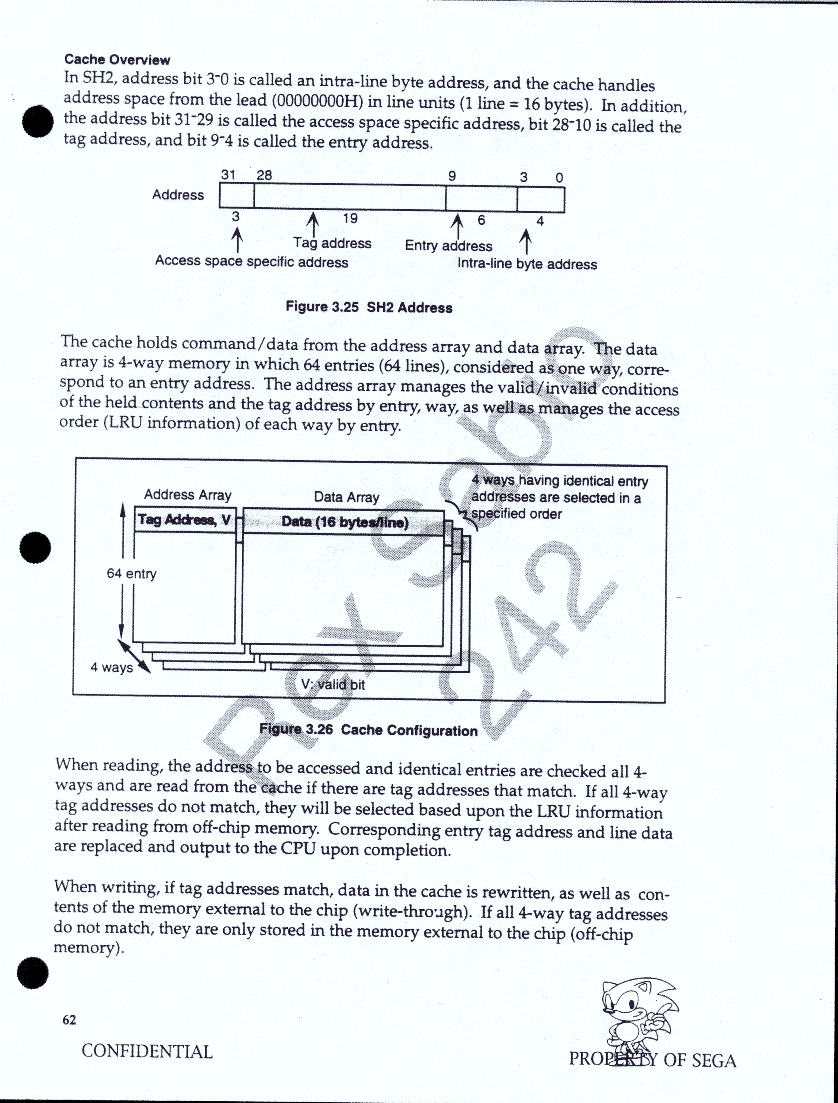 Cache Overview
In SH2, address bit 3~0 is called an intra-line byte address, and the cache handles
address space from the lead (00000000H) in line units (1 line = 16 bytes).  In addition,
the address bit 31~29 is called the access space specific address, bit 28~10 is called the
tag address, and bit 9~4 is called the entry address.
31 28 9 3 0
Address
3 19 6 4
Tag address Entry address
Access space specific address Intra-line byte address
Figure 3.25  SH2 Address
The cache holds command/data from the address array and data array.  The data
array is 4-way memory in which 64 entries (64 lines), considered as one way, corre-
spond to an entry address.  The address array manages the valid/invalid conditions
of the held contents and the tag address by entry, way, as well as manages the access
order (LRU information) of each way by entry.
4 ways having identical entry
addresses are selected in a
specified order
Address Array Data Array
Tag Address, V Data (16 bytes/line)
64 entry
4 ways
V: valid bit
Figure 3.26  Cache Configuration
Rex Sabio
242
When reading, the address to be accessed and identical entries are checked all 4-
ways and are read from the cache if there are tag addresses that match.  If all 4-way
tag addresses do not match, they will be selected based upon the LRU information
after reading from off-chip memory.  Corresponding entry tag address and line data
are replaced and output to the CPU upon completion.
When writing, if tag addresses match, data in the cache is rewritten, as well as  con-
tents of the memory external to the chip (write-through).  If all 4-way tag addresses
do not match, they are only stored in the memory external to the chip (off-chip
memory).
62
CONFIDENTIAL
PROPERTY OF SEGA